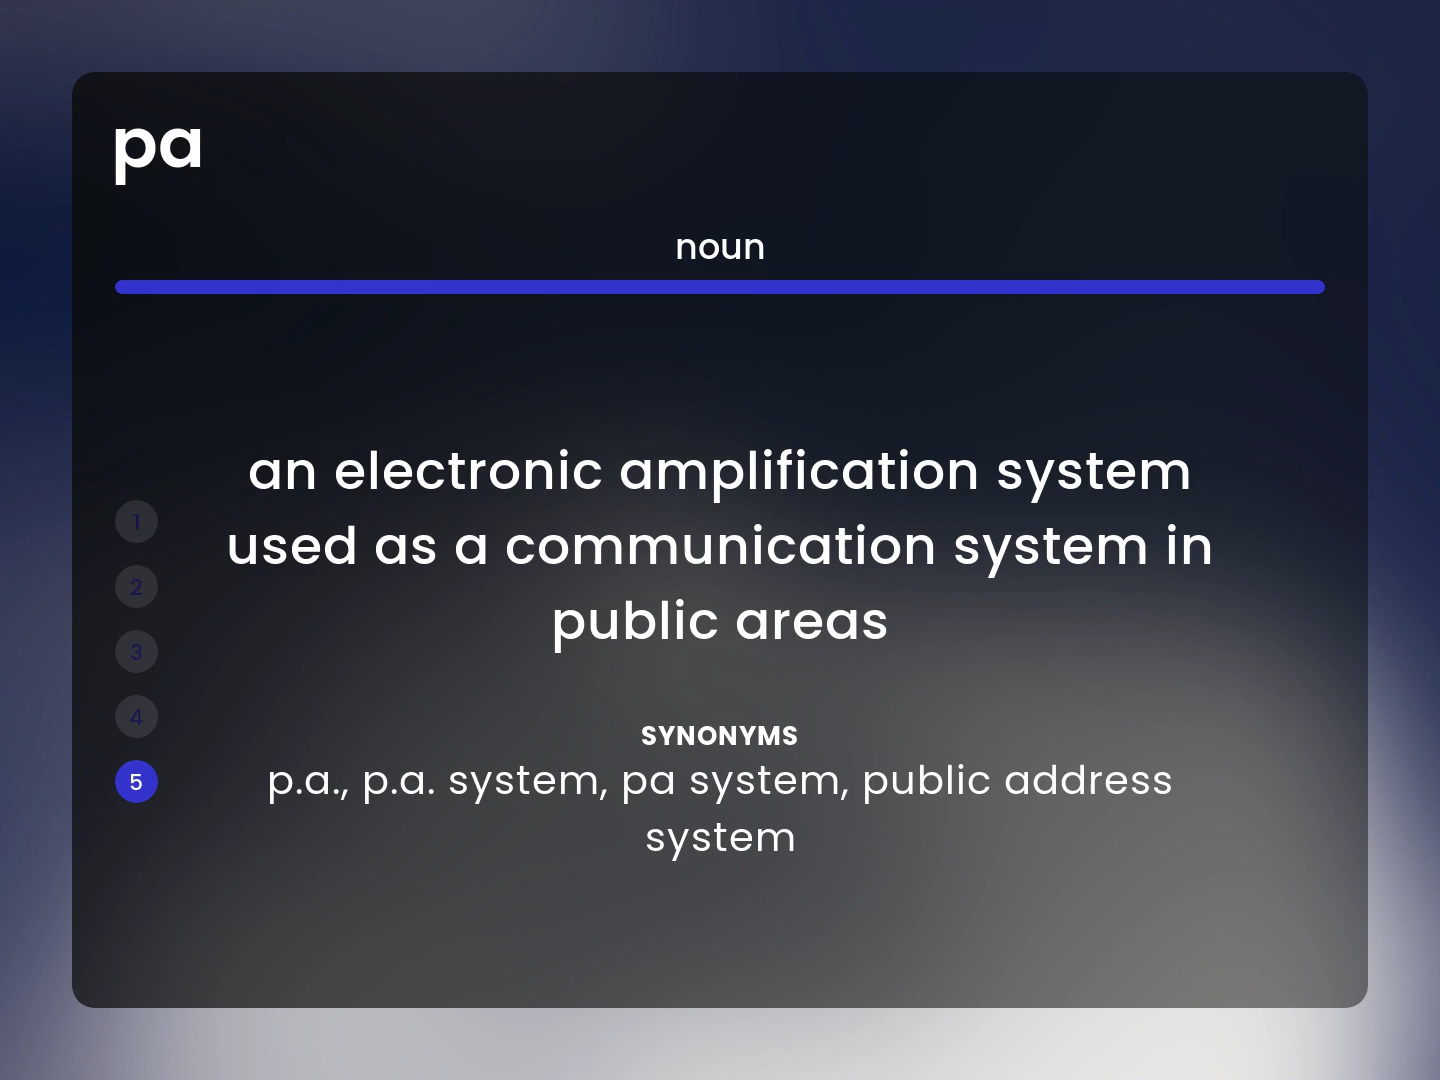 pa
noun
an electronic amplification system
used as a communication system in
public areas
1
2
3
4
5
SYNONYMS
p.a., p.a. system, pa system, public address
system